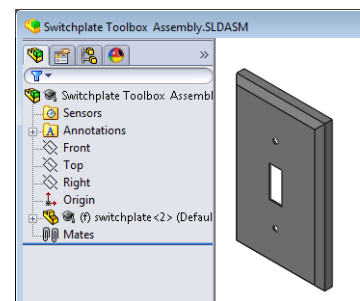 Switchplate Toolbox Assembly.SLDASM
»
Switchplate Toolbox Assembl
Sensors
A Annotations
Front
Top
Right
Origin
(f) switchplate<2> (Defaul
Mates